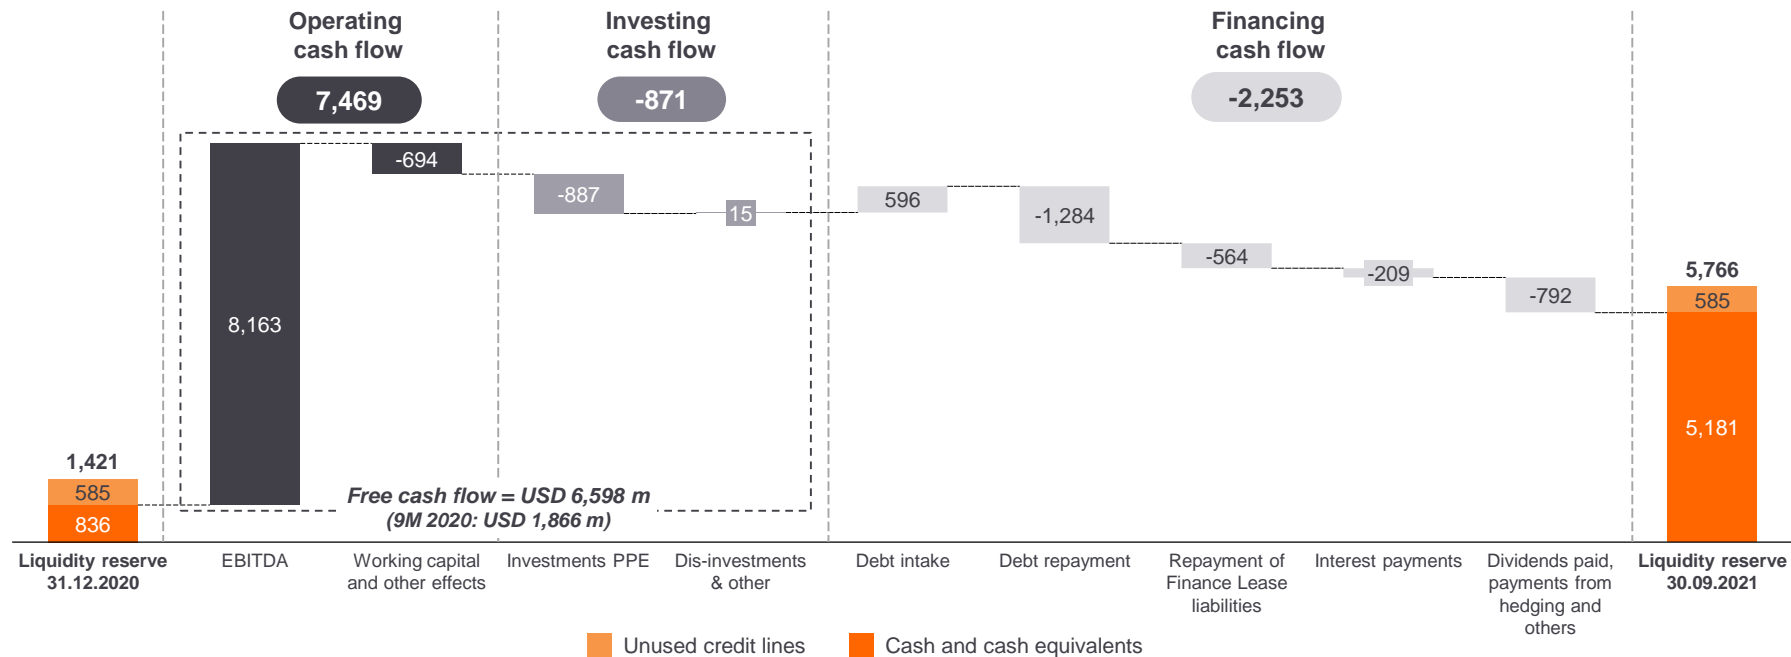 Operating
cash flow
7,469
Investing
cash flow
-871
Financing
cash flow
-2,253
-694
-887
15
596
-1,284
-564
-209
-792
8,163
1,421
585
836
5,766
585
5,181
Free cash flow = USD 6,598 m
(9M 2020: USD 1,866 m)
Liquidity reserve
31.12.2020
EBITDA
Working capital
and other effects
Investments PPE
Dis-investments
& other
Debt intake
Debt repayment
Repayment of
Finance Lease
liabilities
Interest payments
Dividends paid,
payments from
hedging and
others
Liquidity reserve
30.09.2021
Unused credit lines
Cash and cash equivalents